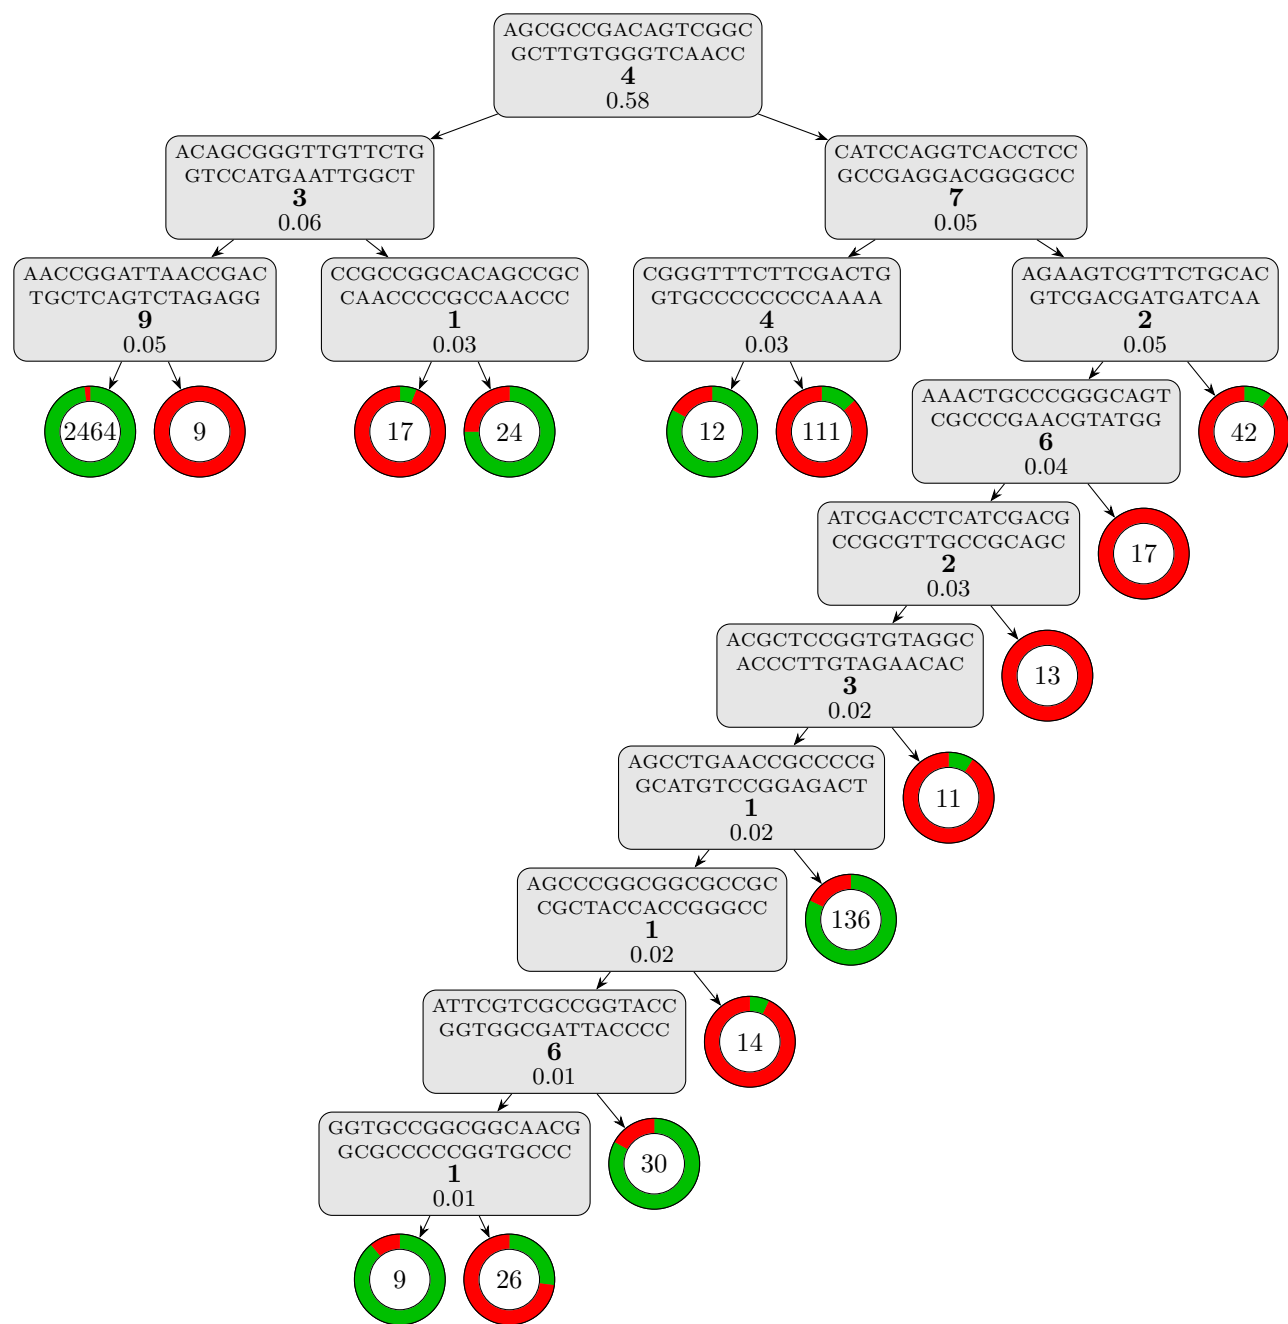 AGCGCCGACAGTCGGC
GCTTGTGGGTCAACC
4
0.58
ACAGCGGGTTGTTCTG
GTCCATGAATTGGCT
3
0.06
CATCCAGGTCACCTCC
GCCGAGGACGGGGCC
7
0.05
AACCGGATTAACCGAC
TGCTCAGTCTAGAGG
9
0.05
CCGCCGGCACAGCCGC
CAACCCCGCCAACCC
1
0.03
CGGGTTTCTTCGACTG
GTGCCCCCCCCAAAA
4
0.03
AGAAGTCGTTCTGCAC
GTCGACGATGATCAA
2
0.05
2464
9
17
24
12
111
AAACTGCCCGGGCAGT
CGCCCGAACGTATGG
6
0.04
42
ATCGACCTCATCGACG
CCGCGTTGCCGCAGC
2
0.03
17
ACGCTCCGGTGTAGGC
ACCCTTGTAGAACAC
3
0.02
13
AGCCTGAACCGCCCCG
GCATGTCCGGAGACT
1
0.02
11
AGCCCGGCGGCGCCGC
CGCTACCACCGGGCC
1
0.02
136
ATTCGTCGCCGGTACC
GGTGGCGATTACCCC
6
0.01
14
GGTGCCGGCGGCAACG
GCGCCCCCGGTGCCC
1
0.01
30
9
26